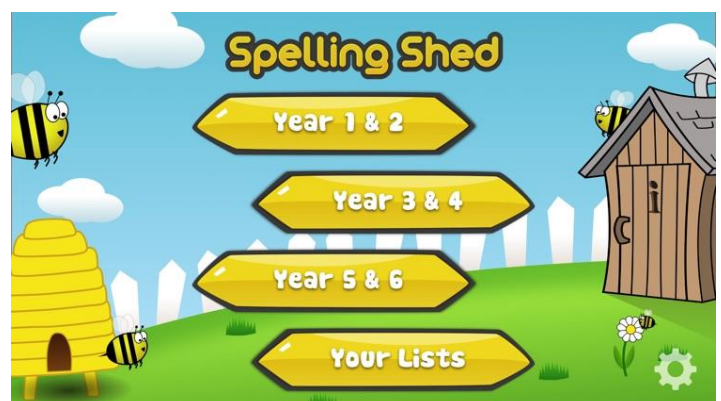 Spelling Shed
Year 1 & 2
Year 3 & 4
Year 5 & 6
Your Lists
i